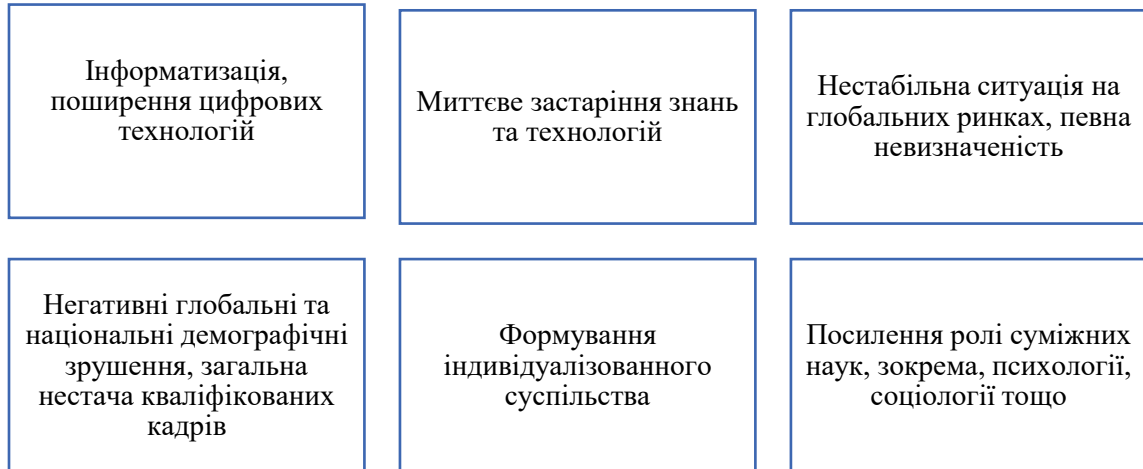 Інформатизація,
поширення цифрових
технологій
Миттєве застаріння знань
та технологій
Нестабільна ситуація на
глобальних ринках, певна
невизначеність
Негативні глобальні та
національні демографічні
зрушення, загальна
нестача кваліфікованих
кадрів
Формування
індивідуалізованного
суспільства
Посилення ролі суміжних
наук, зокрема, психології,
соціології тощо